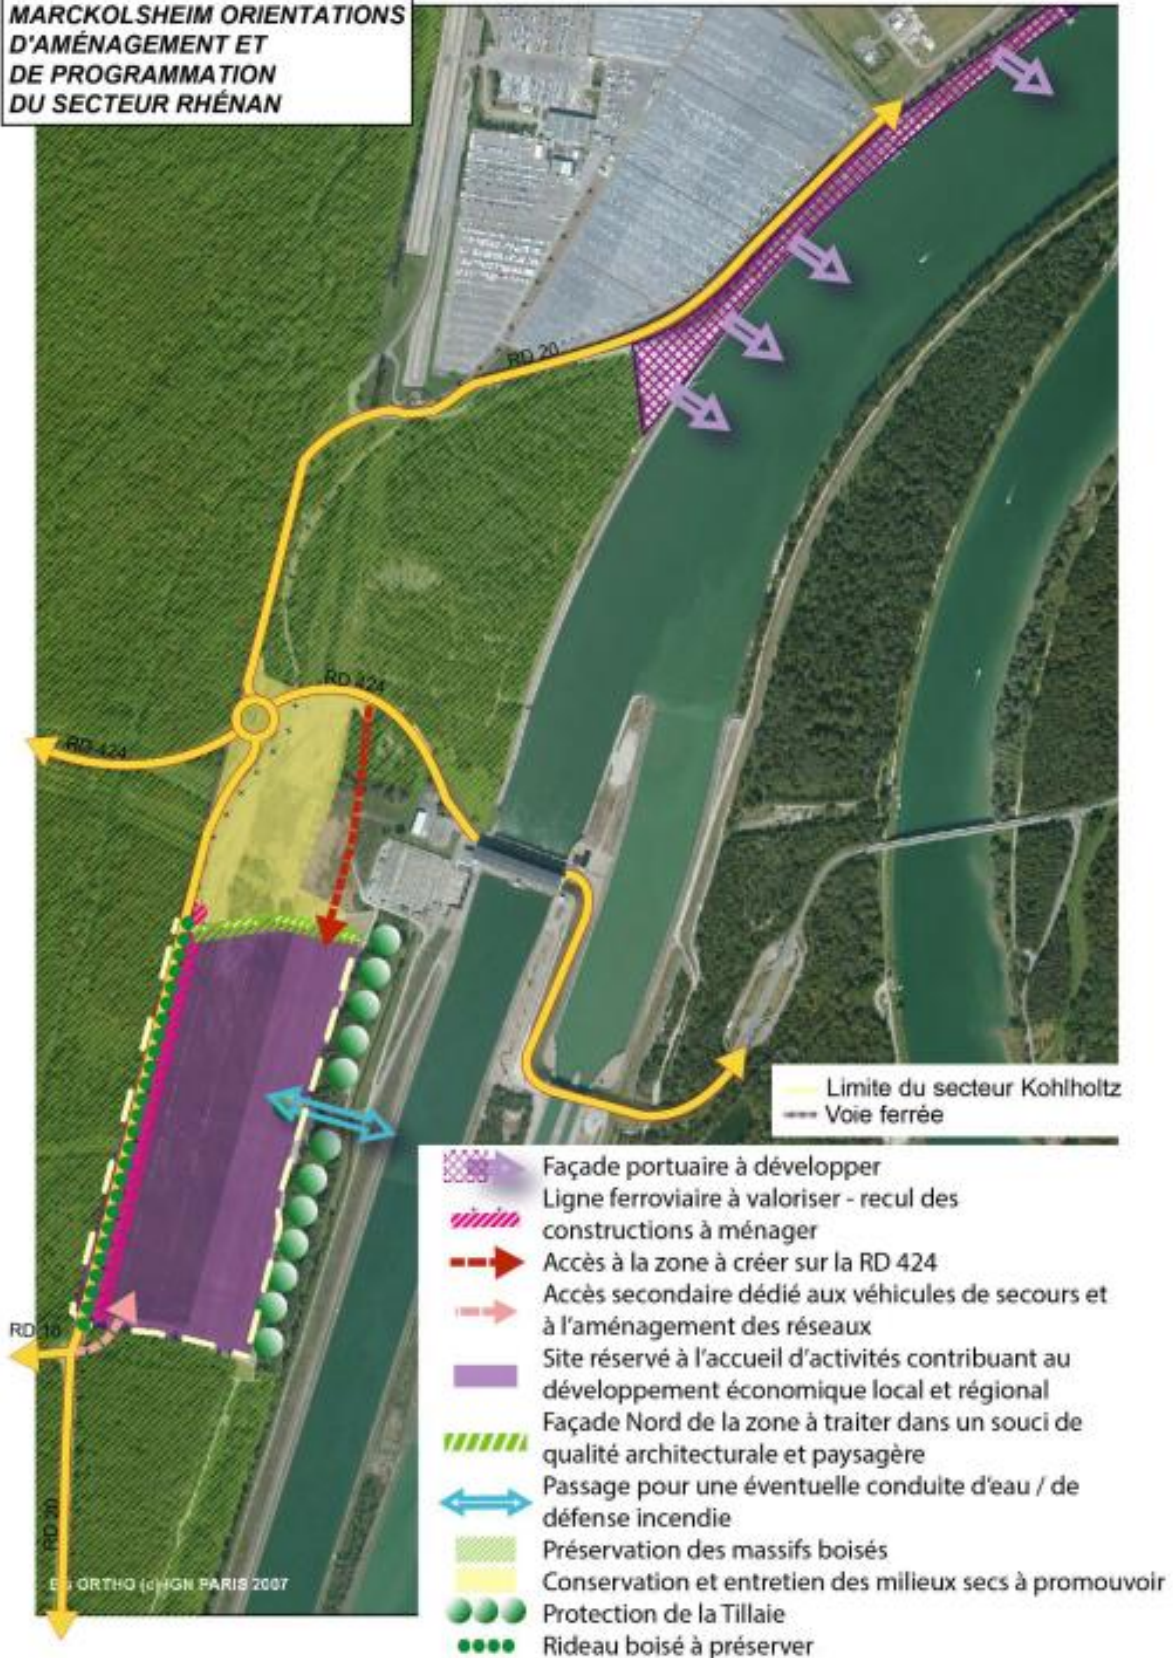 MARCKOLSHEIM ORIENTATIONS
D'AMÉNAGEMENT ET
DE PROGRAMMATION
DU SECTEUR RHÉNAN
RD 20
RD 424
RD 424
Limite du secteur Kohlholtz
Voie ferrée
Façade portuaire à développer
Ligne ferroviaire à valoriser - recul des
constructions à ménager
Accès à la zone à créer sur la RD 424
Accès secondaire dédié aux véhicules de secours et
à l'aménagement des réseaux
RD
Site réservé à l'accueil d'activités contribuant au
développement économique local et régional
Façade Nord de la zone à traiter dans un souci de
qualité architecturale et paysagère
Passage pour une éventuelle conduite d'eau / de
défense incendie
RD 20
Préservation des massifs boisés
Conservation et entretien des milieux secs à promouvoir
ORTHO (c) IGN PARIS 2007
Protection de la Tillaie
Rideau boisé à préserver